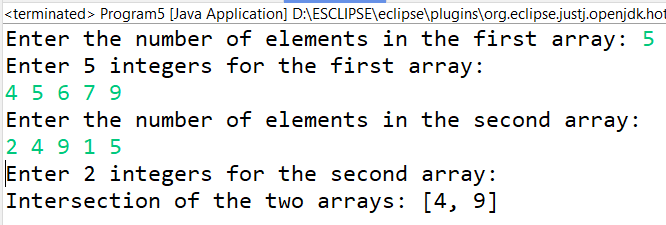 <terminated> Program5 [Java Application] D:\ESCLIPSE\eclipse\plugins\org.eclipse.justj.openjdk.hot
Enter the number of elements in the first array: 5
Enter 5 integers for the first array:
4 5 6 7 9
Enter the number of elements in the second array:
2 4 9 1 5
Enter 2 integers for the second array:
Intersection of the two arrays: [4, 9]